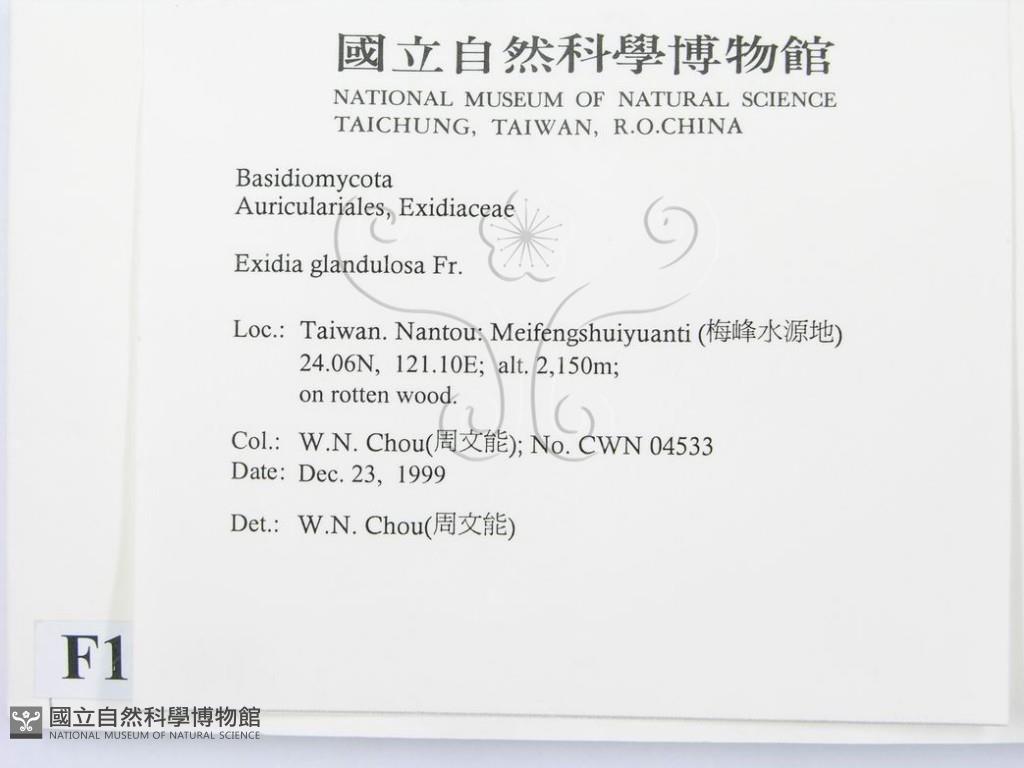 國立自然科學博物館
NATIONAL MUSEUM OF NATURAL SCIENCE
TAICHUNG, TAIWAN, R.O.CHINA
Basidiomycota
Auriculariales, Exidiaceae
Exidia glandulosa Fr.
Loc.: Taiwan. Nantou: Meifengshuiyuanti (梅峰水源地)
24.06N, 121.10E; alt. 2,150m;
on rotten wood.
Col.: W.N. Chou(周文能); No. CWN 04533
Date: Dec. 23, 1999
Det.: W.N. Chou(周文能)
F1
國立自然科學博物館
NATIONAL MUSEUM OF NATURAL SCIENCE